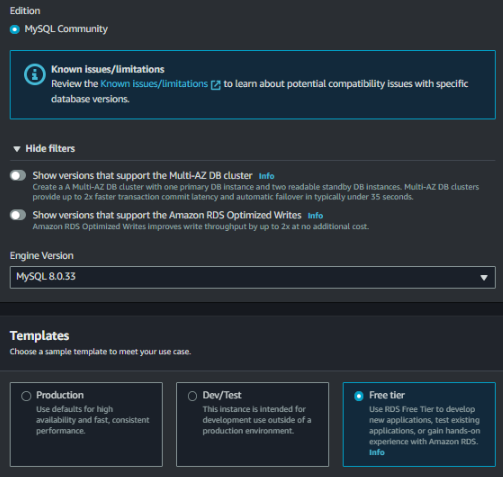 Edition
MySQL Community
Known issues/limitations
Review the Known issues/limitations to learn about potential compatibility issues with specific
database versions.
Hide filters
Show versions that support the Multi-AZ DB cluster Info
Create a A Multi-AZ DB cluster with one primary DB instance and two readable standby DB instances. Multi-AZ DB clusters
provide up to 2x faster transaction commit latency and automatic failover in typically under 35 seconds.
Show versions that support the Amazon RDS Optimized Writes Info
Amazon RDS Optimized Writes improves write throughput by up to 2x at no additional cost.
Engine Version
MySQL 8.0.33
Templates
Choose a sample template to meet your use case.
Production
Use defaults for high
availability and fast, consistent
performance.
Dev/Test
This instance is intended for
development use outside of a
production environment.
Free tier
Use RDS Free Tier to develop
new applications, test existing
applications, or gain hands-on
experience with Amazon RDS.
Info